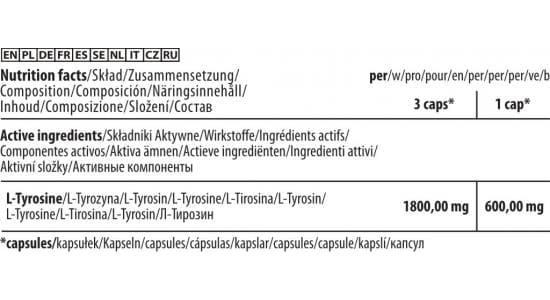 EN PL DE FR ES SE NL IT CZ RU
Nutrition facts/Skład/Zusammensetzung/
Composition/Composición/Näringsinnehåll/
Inhoud/Composizione/Složení/Состав
per/w/pro/pour/en/per/per/per/ve/b
3 caps* 1 cap*
Active ingredients/Składniki Aktywne/Wirkstoffe/Ingrédients actifs/
Componentes activos/Aktiva ämnen/Actieve ingrediënten/Ingredienti attivi/
Aktivní složky/Активные компоненты
L-Tyrosine/L-Tyrozyna/L-Tyrosin/L-Tyrosine/L-Tirosina/L-Tyrosin/
L-Tyrosine/L-Tirosina/L-Tyrosin/Л-Тирозин
1800,00 mg 600,00 mg
*capsules/kapsułek/Kapseln/capsules/cápsulas/kapslar/capsules/capsule/kapslí/капсул